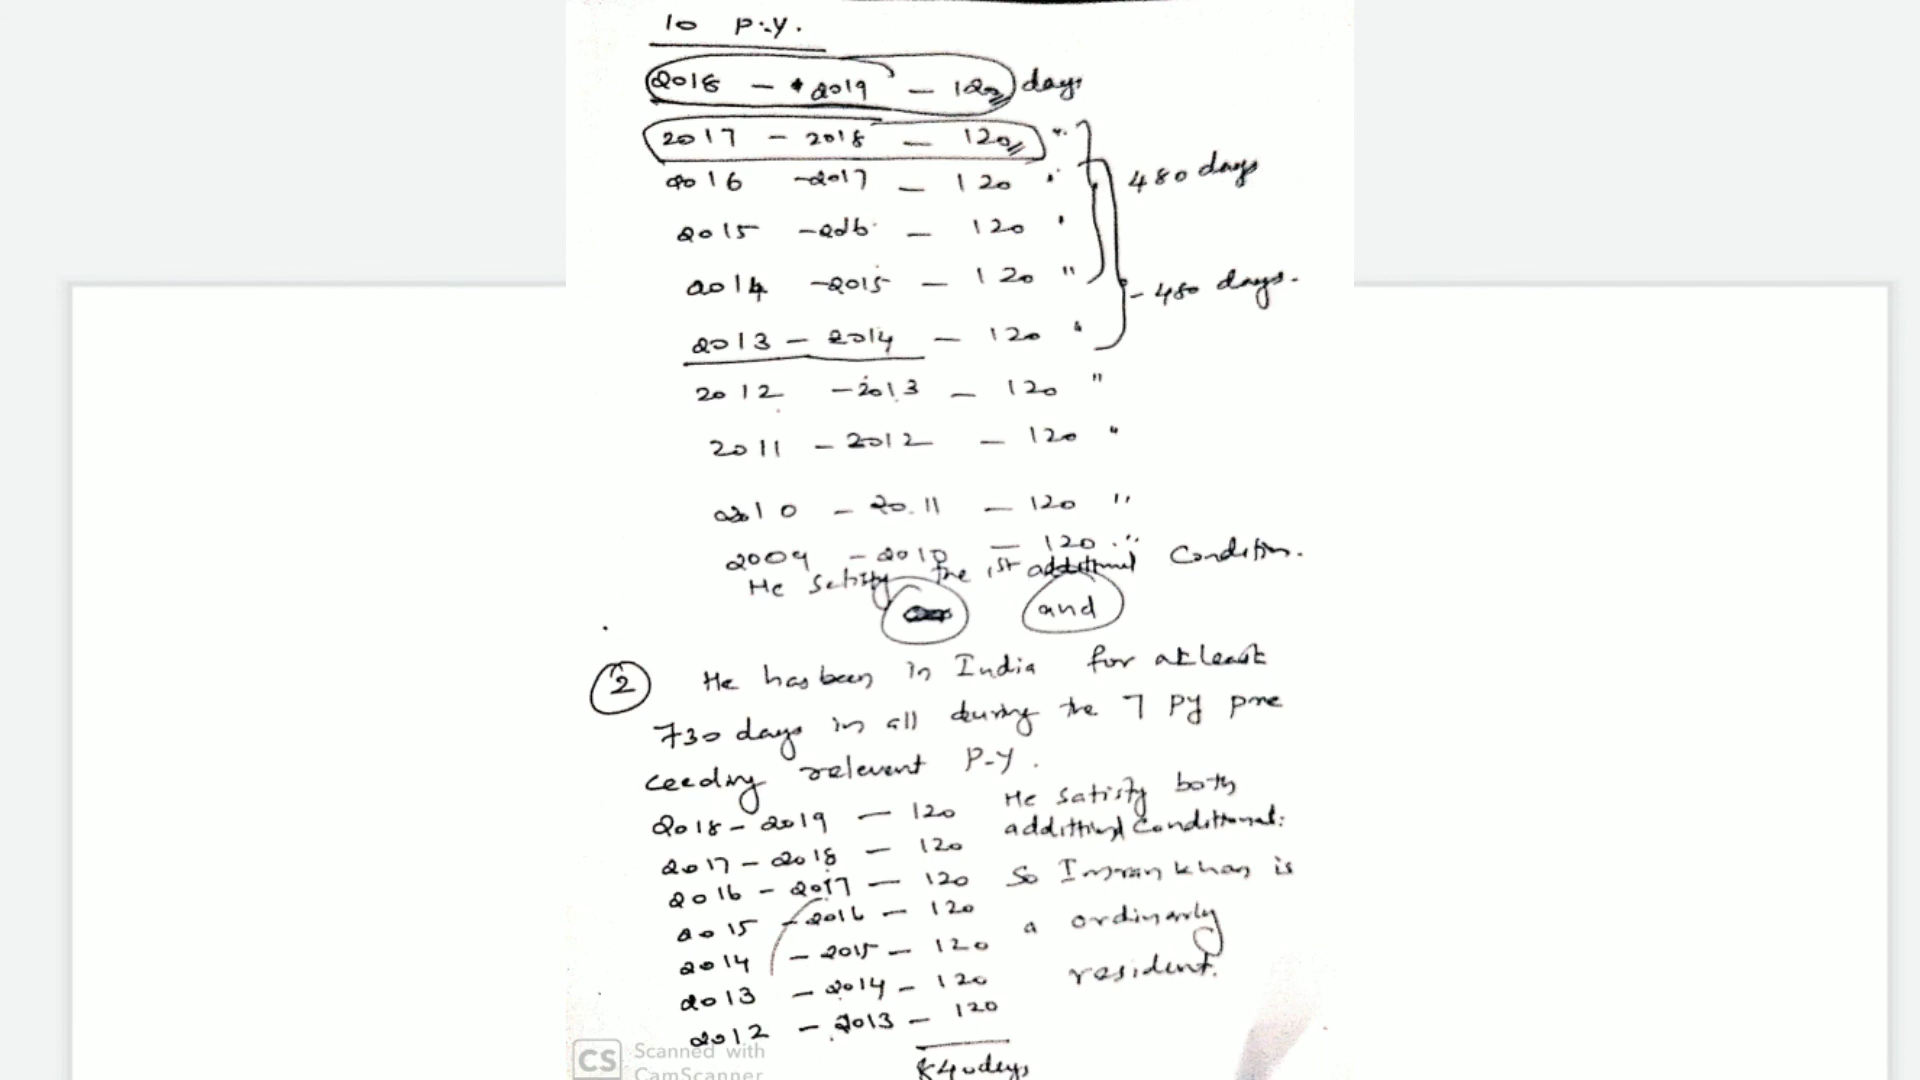 10 P.Y.
2018 - 2019 - 120 days
2017 - 2018 - 120 "
2016 - 2017 - 120 "
480 days
2015 - 2016 - 120 "
2014 - 2015 - 120 "
- 480 days.
2013 - 2014 - 120 "
2012 - 2013 - 120 "
2011 - 2012 - 120 "
2010 - 2011 - 120 "
2009 - 2010 - 120 "
He satisfy the 1st additional Condition.
and
2 He has been in India for at least
730 days in all during the 7 PY pre
ceeding relevent P-Y.
2018 - 2019 - 120
2017 - 2018 - 120
2016 - 2017 - 120
2015 - 2016 - 120
2014 - 2015 - 120
2013 - 2014 - 120
2012 - 2013 - 120
840 days
He satisfy both
additional conditional.
So Imran khan is
a ordinarily
resident.
CS Scanned with
CamScanner